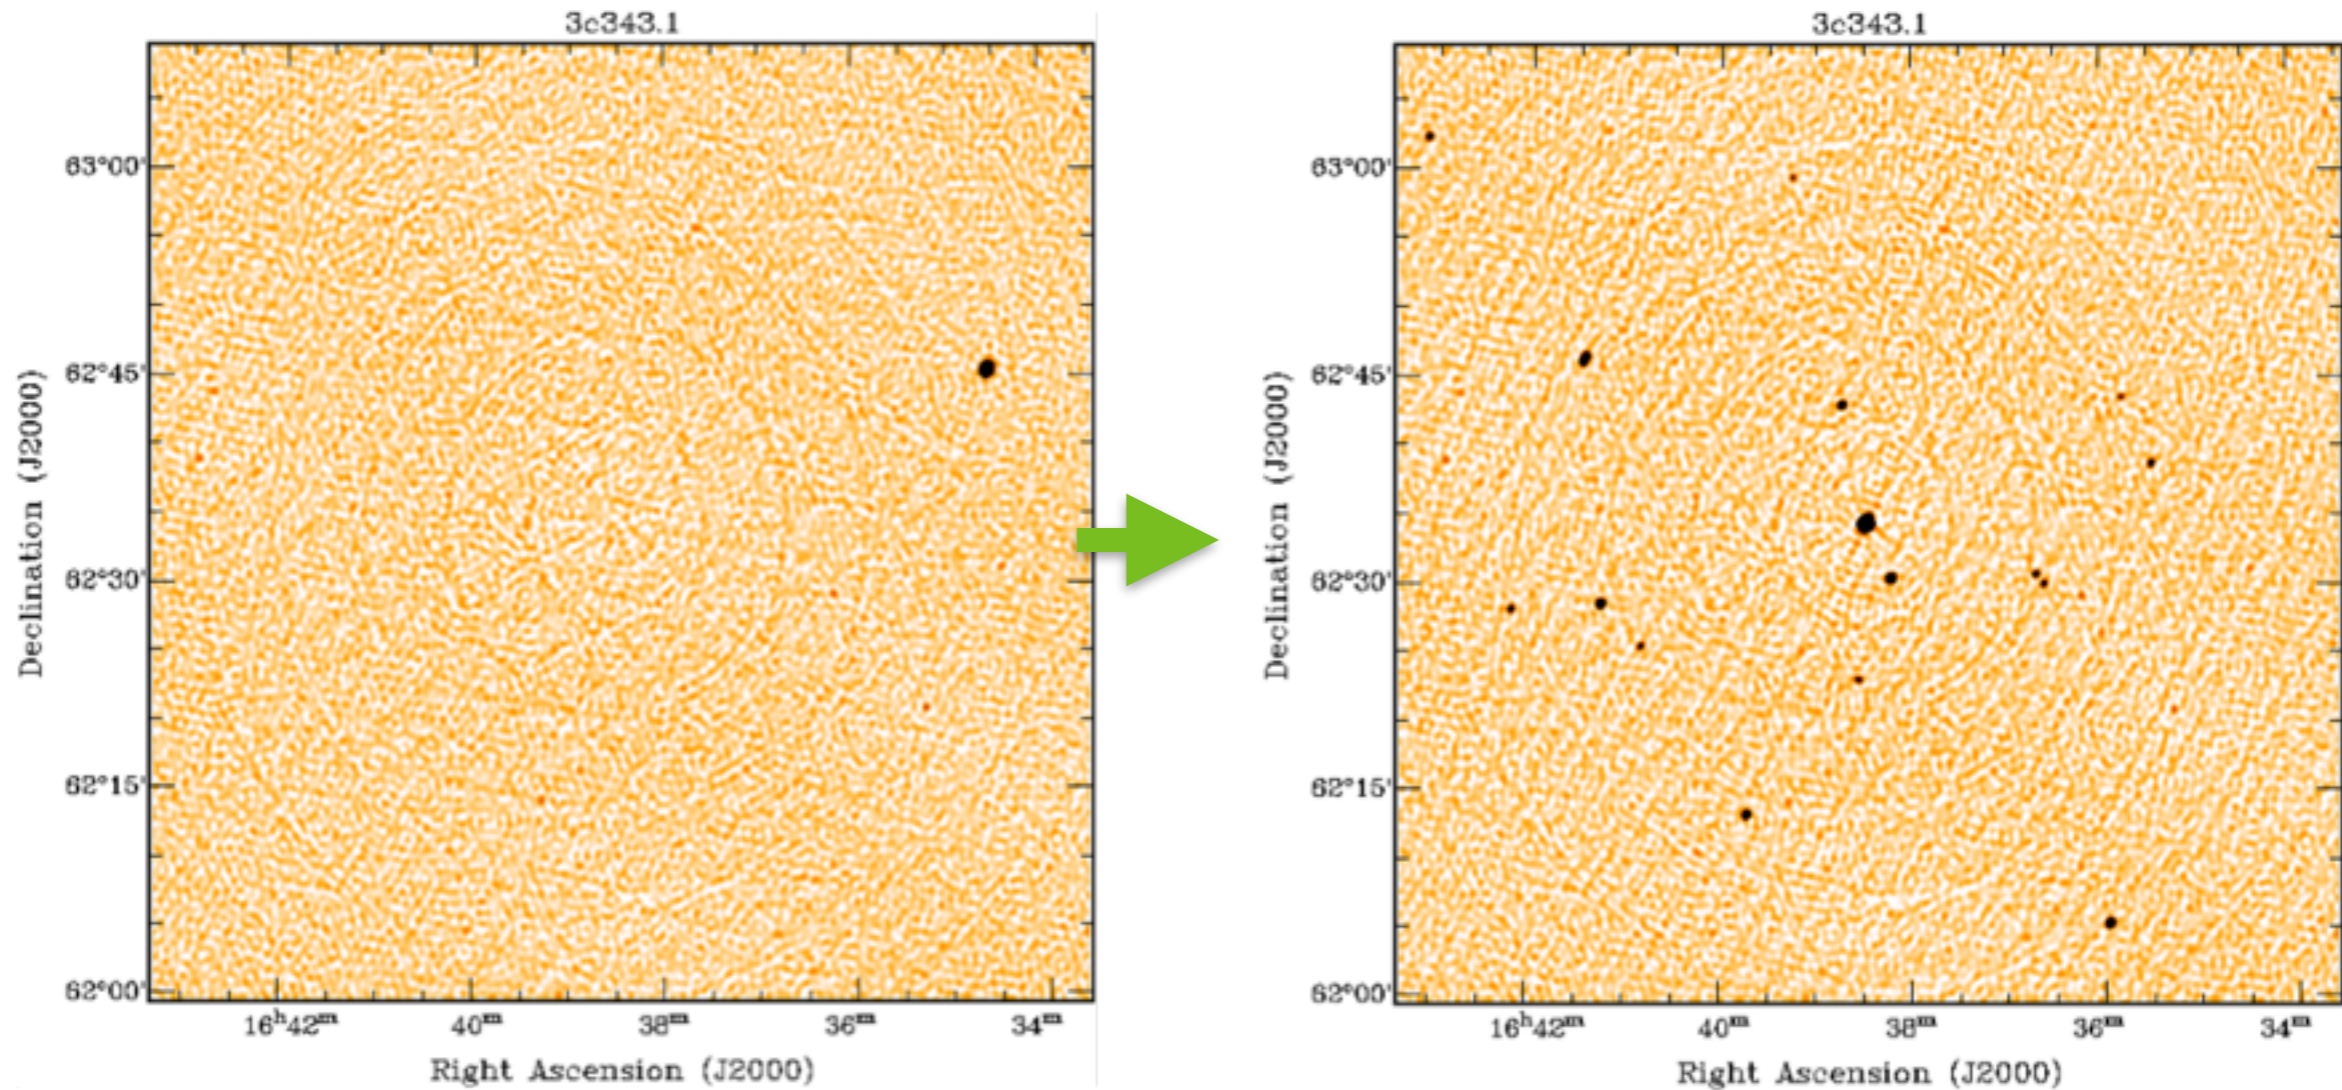 3c343.1
63°00'
62°45'
62°30'
62°15'
62°00'
Declination (J2000)
16h42m 40m 38m 36m 34m
Right Ascension (J2000)
3c343.1
63°00'
62°45'
62°30'
62°15'
62°00'
Declination (J2000)
16h42m 40m 38m 36m 34m
Right Ascension (J2000)